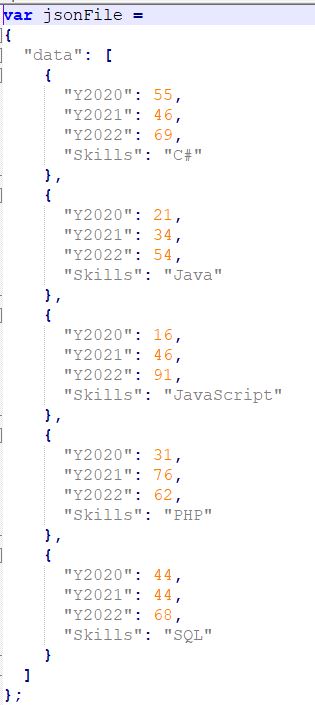 var jsonFile =
{
  "data": [
    {
      "Y2020": 55,
      "Y2021": 46,
      "Y2022": 69,
      "Skills": "C#"
    },
    {
      "Y2020": 21,
      "Y2021": 34,
      "Y2022": 54,
      "Skills": "Java"
    },
    {
      "Y2020": 16,
      "Y2021": 46,
      "Y2022": 91,
      "Skills": "JavaScript"
    },
    {
      "Y2020": 31,
      "Y2021": 76,
      "Y2022": 62,
      "Skills": "PHP"
    },
    {
      "Y2020": 44,
      "Y2021": 44,
      "Y2022": 68,
      "Skills": "SQL"
    }
  ]
};